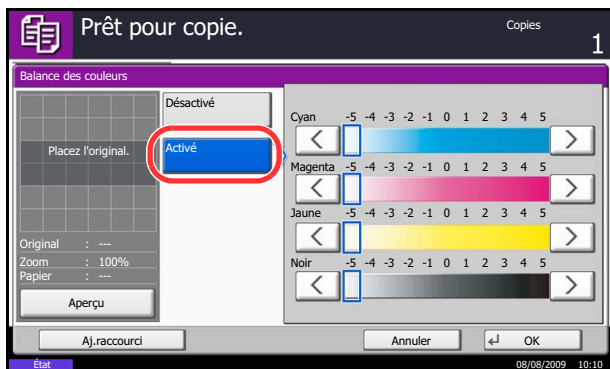 Prêt pour copie.
Copies
1
Balance des couleurs
Placez l'original.
Original : ---
Zoom : 100%
Papier : ---
Aperçu
Désactivé
Activé
Cyan -5 -4 -3 -2 -1 0 1 2 3 4 5
Magenta -5 -4 -3 -2 -1 0 1 2 3 4 5
Jaune -5 -4 -3 -2 -1 0 1 2 3 4 5
Noir -5 -4 -3 -2 -1 0 1 2 3 4 5
Aj.raccourci
Annuler
OK
État
08/08/2009 10:10